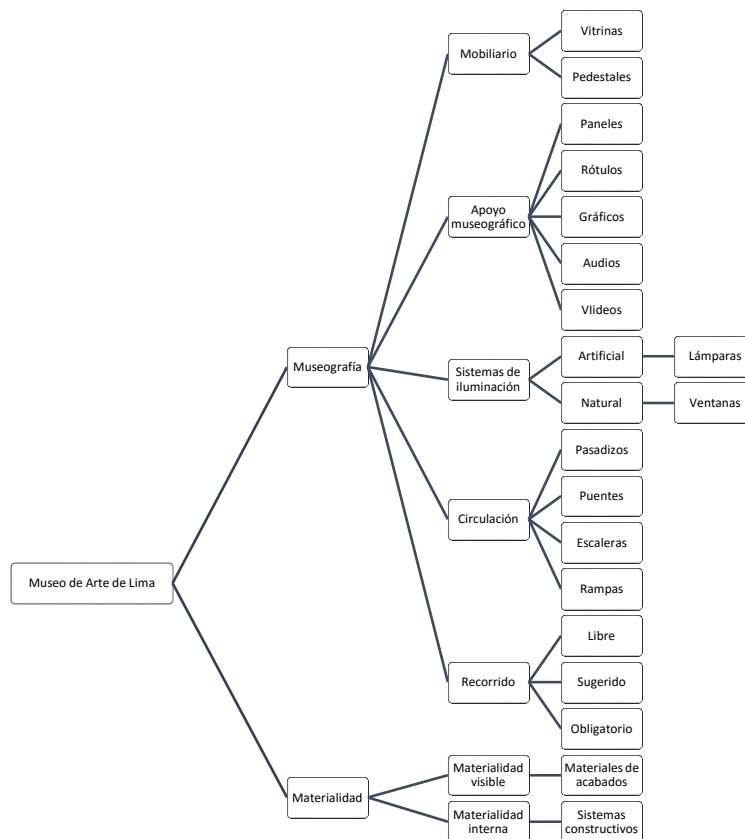 Vitrinas
Mobiliario
Pedestales
Paneles
Rótulos
Apoyo
museográfico
Gráficos
Audios
VIideos
Museografía
Sistemas de
iluminación
Artificial
Lámparas
Natural
Ventanas
Pasadizos
Puentes
Circulación
Escaleras
Rampas
Museo de Arte de Lima
Libre
Recorrido
Sugerido
Obligatorio
Materialidad
Materialidad
visible
Materiales de
acabados
Materialidad
interna
Sistemas
constructivos